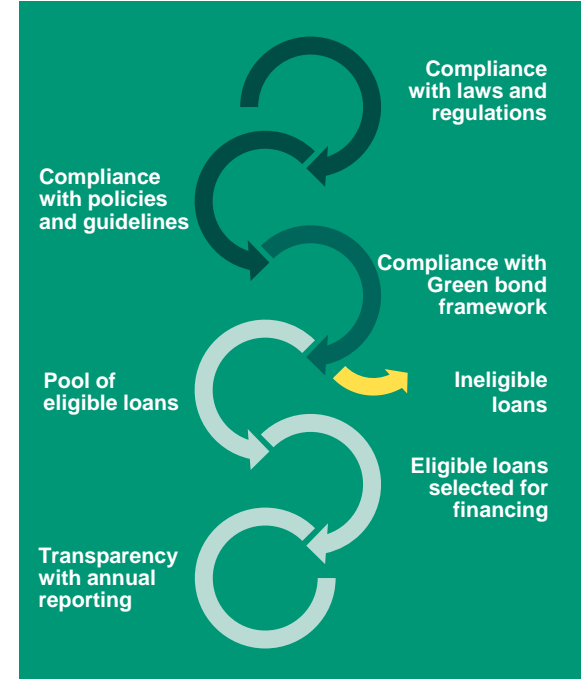 Compliance
with laws and
regulations
Compliance
with policies
and guidelines
Compliance with
Green bond
framework
Pool of
eligible loans
Ineligible
loans
Eligible loans
selected for
financing
Transparency
with annual
reporting